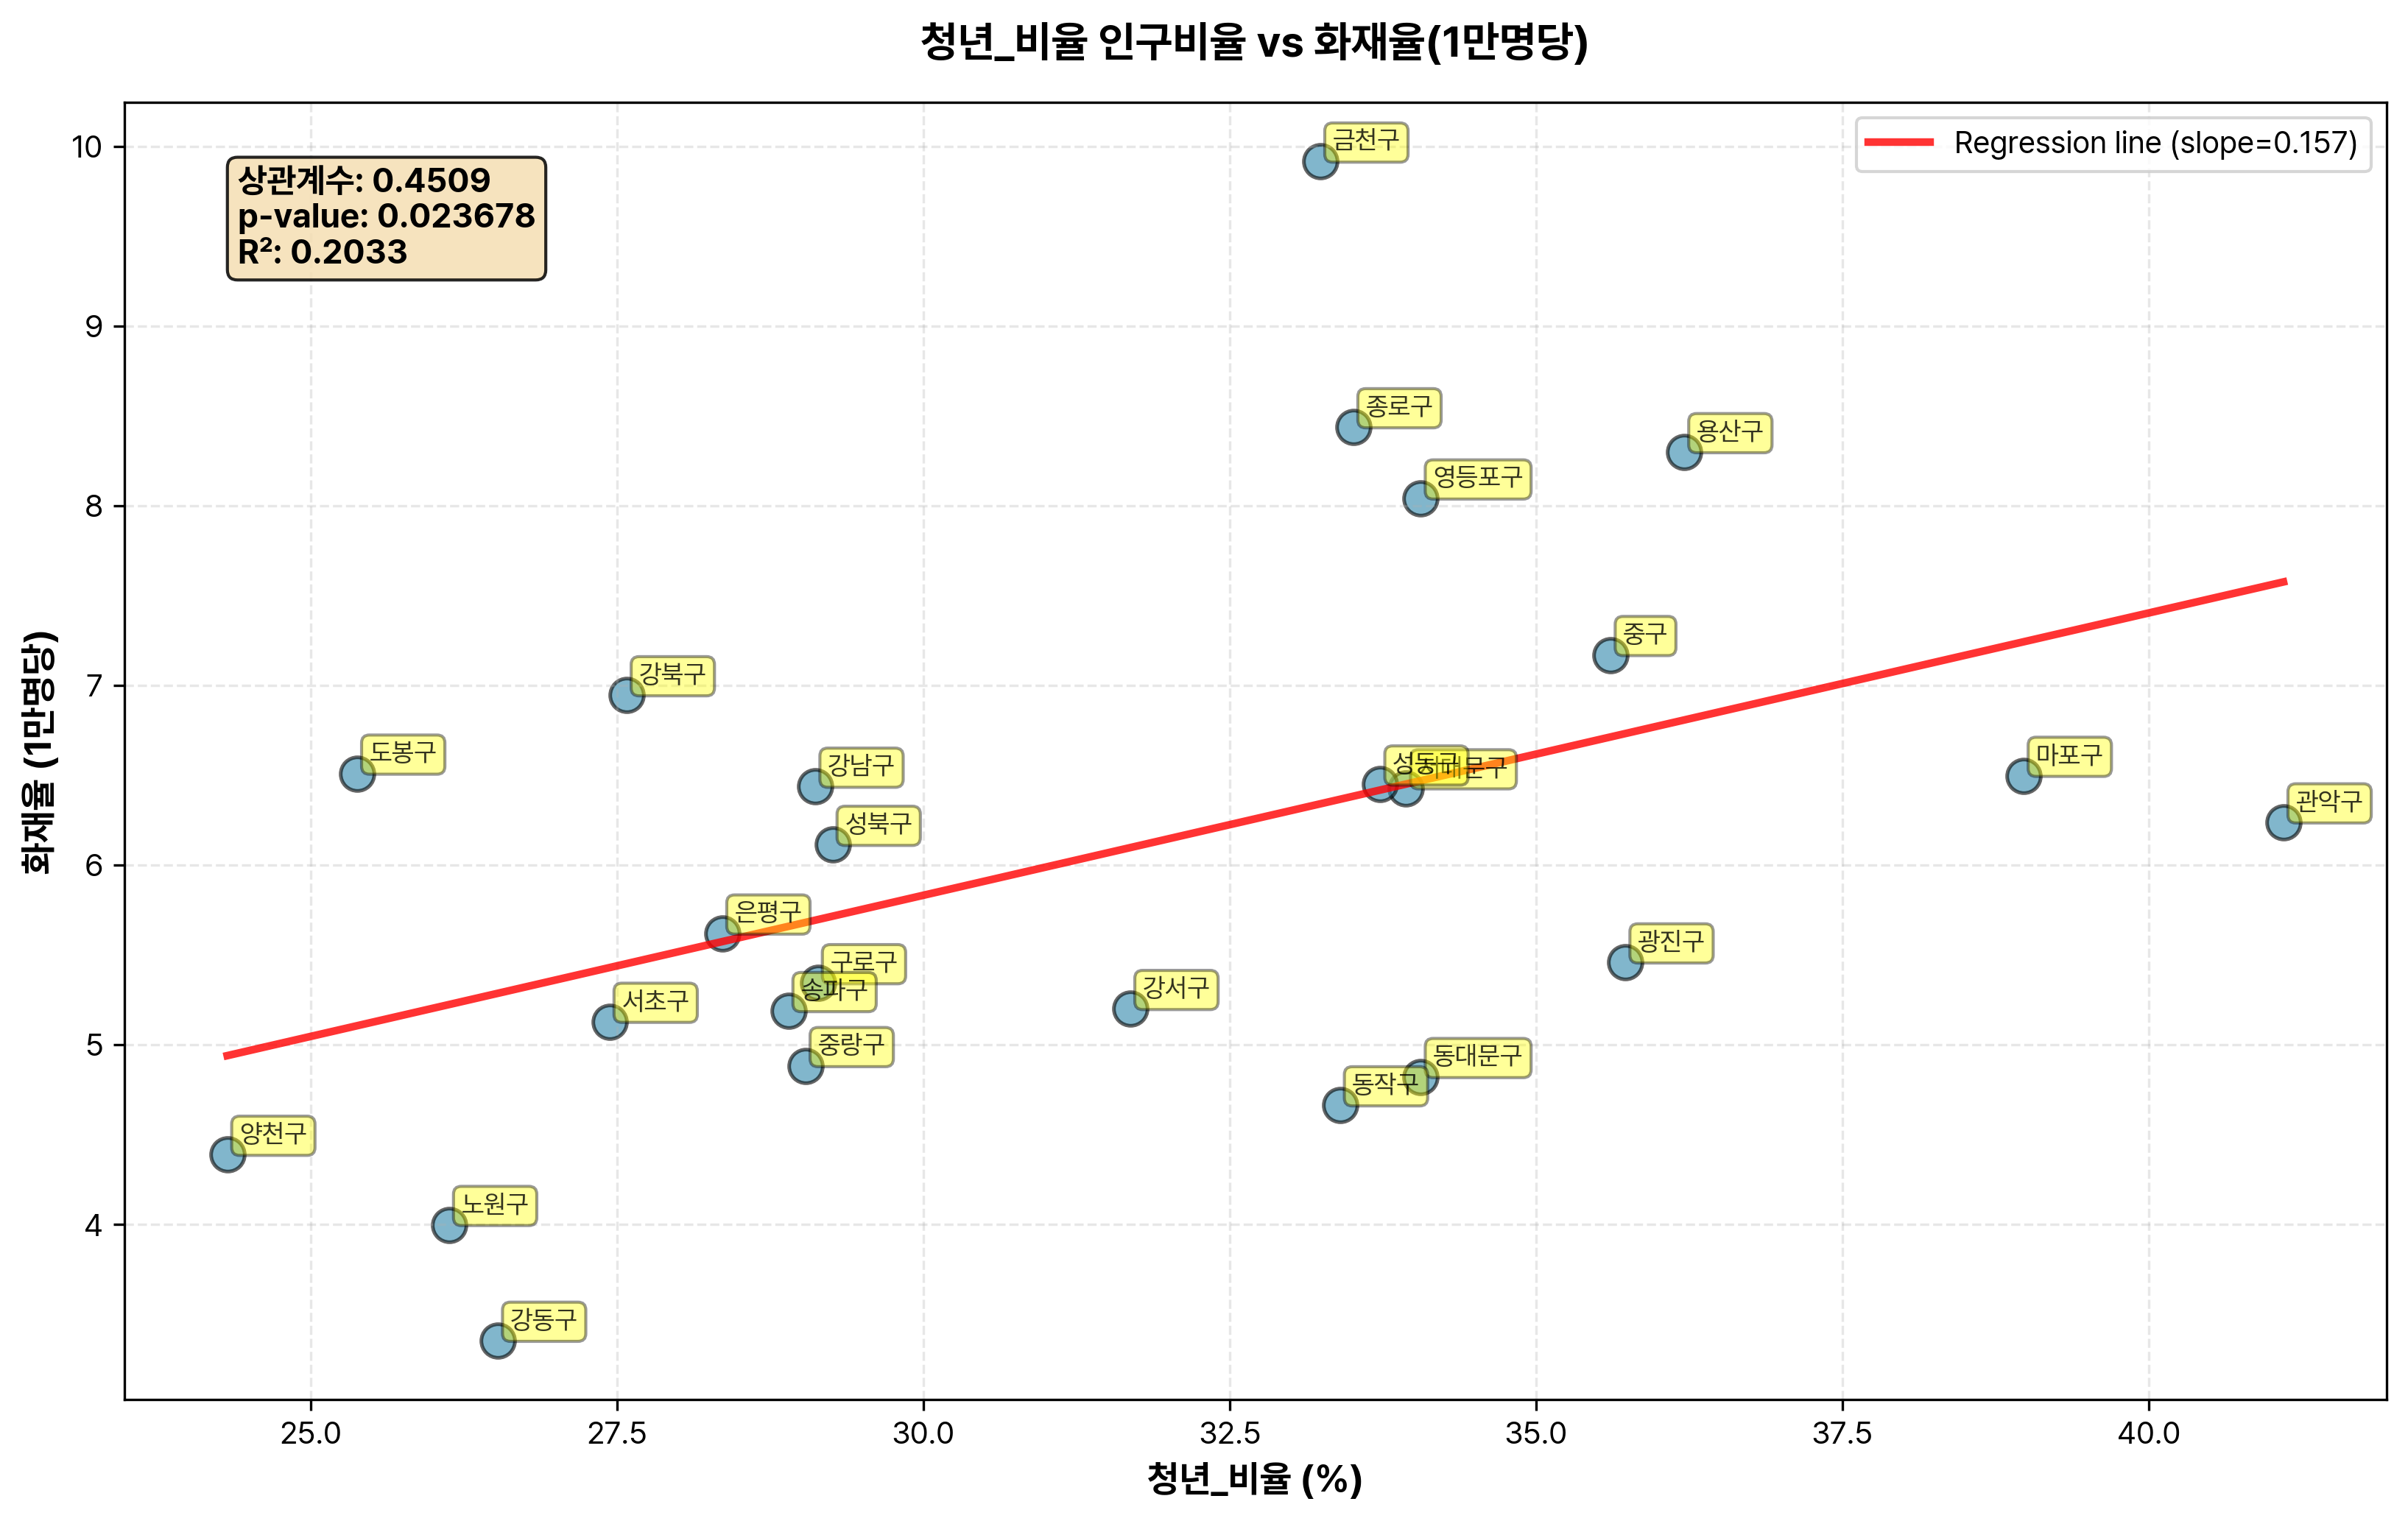 청년_비율 인구비율 vs 화재율(1만명당)
상관계수: 0.4509
p-value: 0.023678
R²: 0.2033
Regression line (slope=0.157)
화재율 (1만명당)
10
9
8
7
6
5
4
금천구
종로구
용산구
영등포구
중구
강북구
도봉구
강남구
성동구
마포구
관악구
성북구
은평구
구로구
송파구
광진구
서초구
강서구
중랑구
동대문구
동작구
양천구
노원구
강동구
25.0
27.5
30.0
32.5
35.0
37.5
40.0
청년_비율 (%)